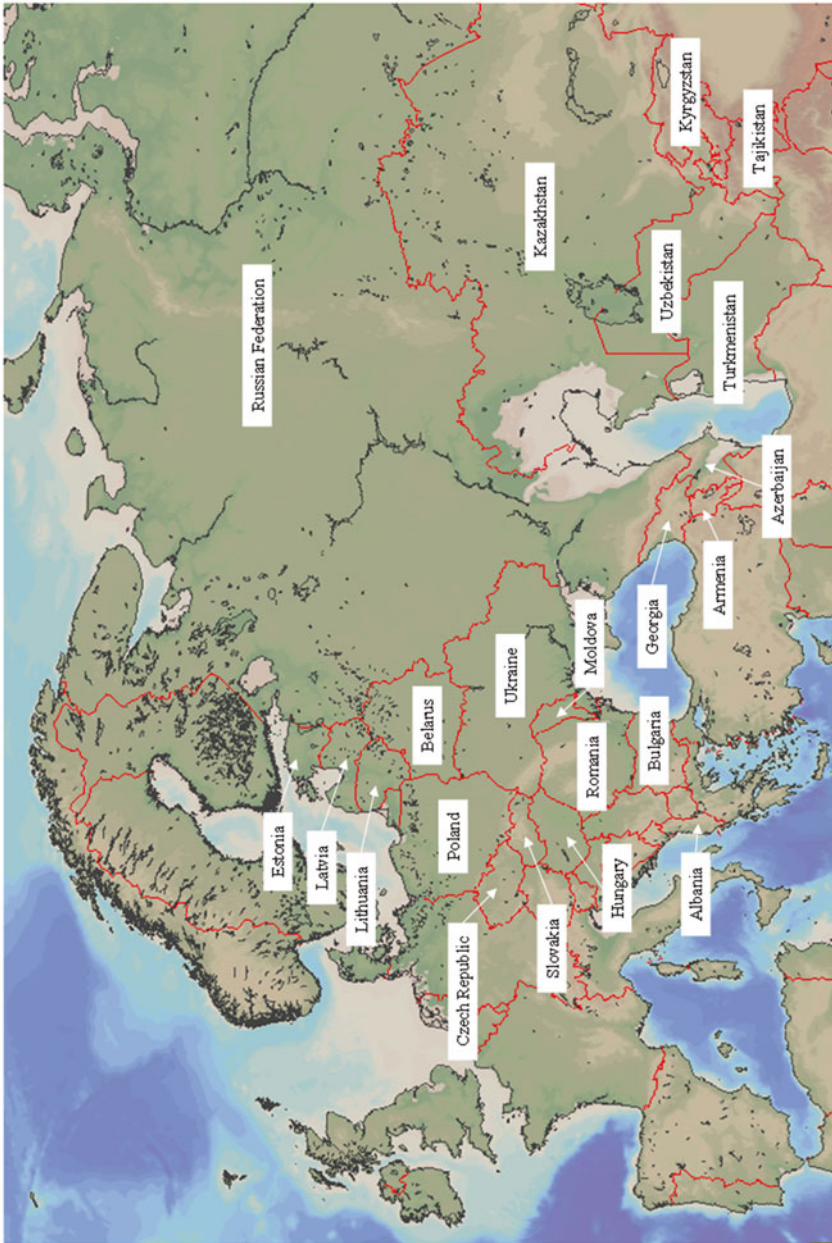 Russian Federation
Estonia
Latvia
Lithuania
Belarus
Poland
Ukraine
Kazakhstan
Czech Republic
Slovakia
Hungary
Moldova
Romania
Bulgaria
Albania
Georgia
Armenia
Azerbaijan
Uzbekistan
Turkmenistan
Kyrgyzstan
Tajikistan